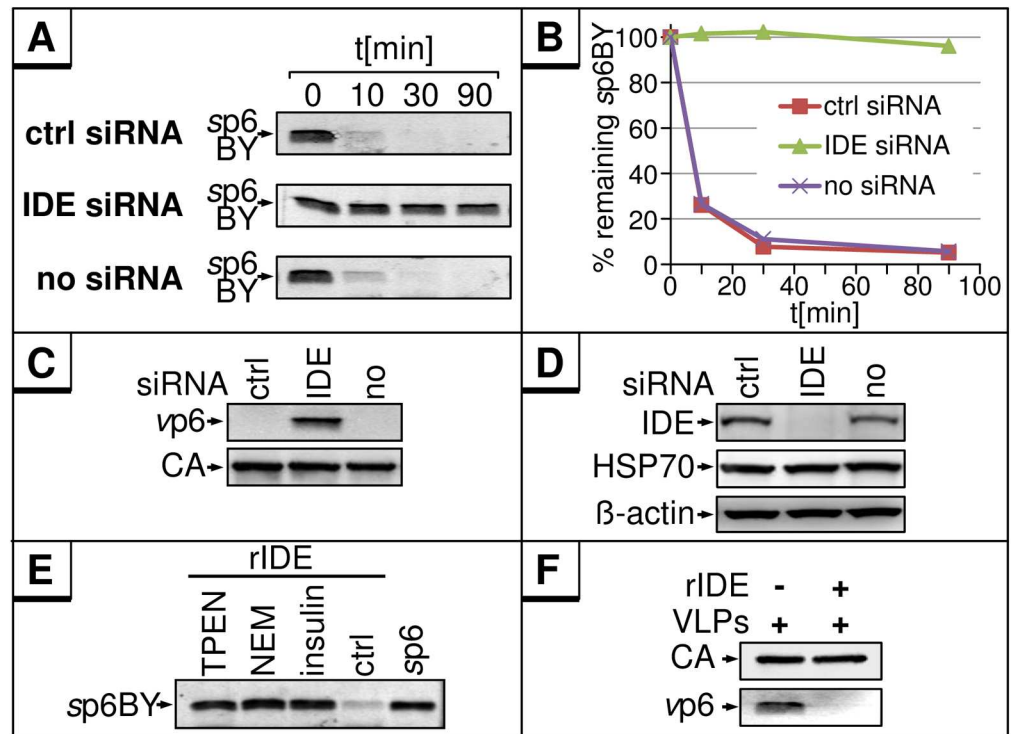 A
t[min]
0 10 30 90
ctrl siRNA sp6 BY
IDE siRNA sp6 BY
no siRNA sp6 BY
B
% remaining sp6BY
100
80
60
40
20
0
0 20 40 60 80 100
t[min]
ctrl siRNA
IDE siRNA
no siRNA
C
siRNA ctrl IDE no
vp6
CA
D
siRNA ctrl IDE no
IDE
HSP70
ß-actin
E
rIDE
TPEN NEM insulin ctrl sp6
sp6BY
F
rIDE - +
VLPs + +
CA
vp6